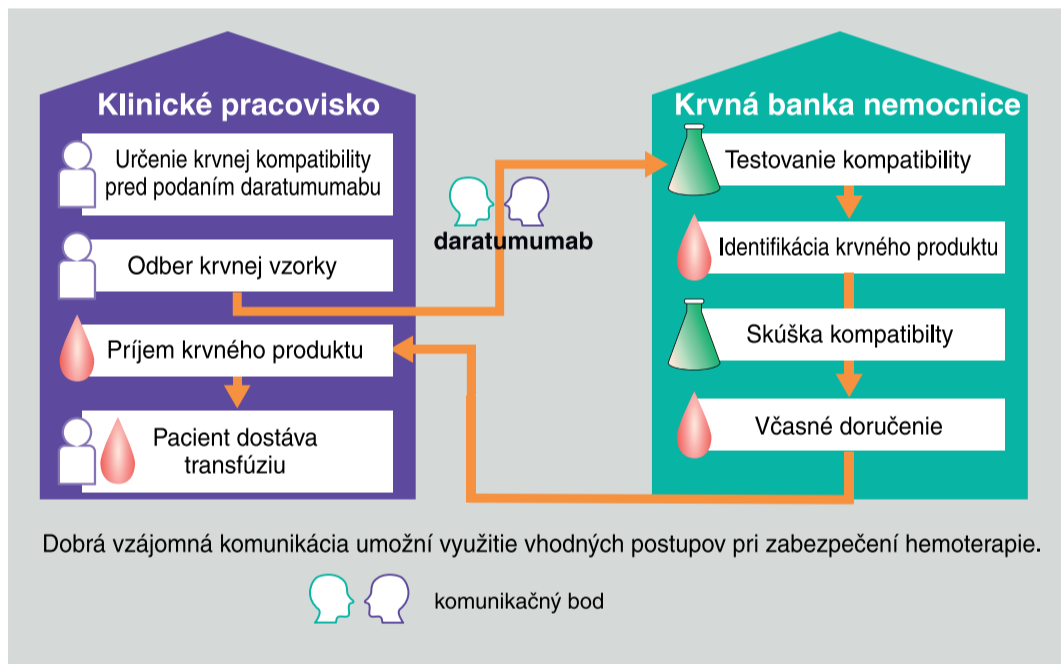 Klinické pracovisko
Určenie krvnej kompatibility
pred podaním daratumumabu
Odber krvnej vzorky
Príjem krvného produktu
Pacient dostáva
transfúziu
daratumumab
Krvná banka nemocnice
Testovanie kompatibility
Identifikácia krvného produktu
Skúška kompatibilty
Včasné doručenie
Dobrá vzájomná komunikácia umožní využitie vhodných postupov pri zabezpečení hemoterapie.
komunikačný bod